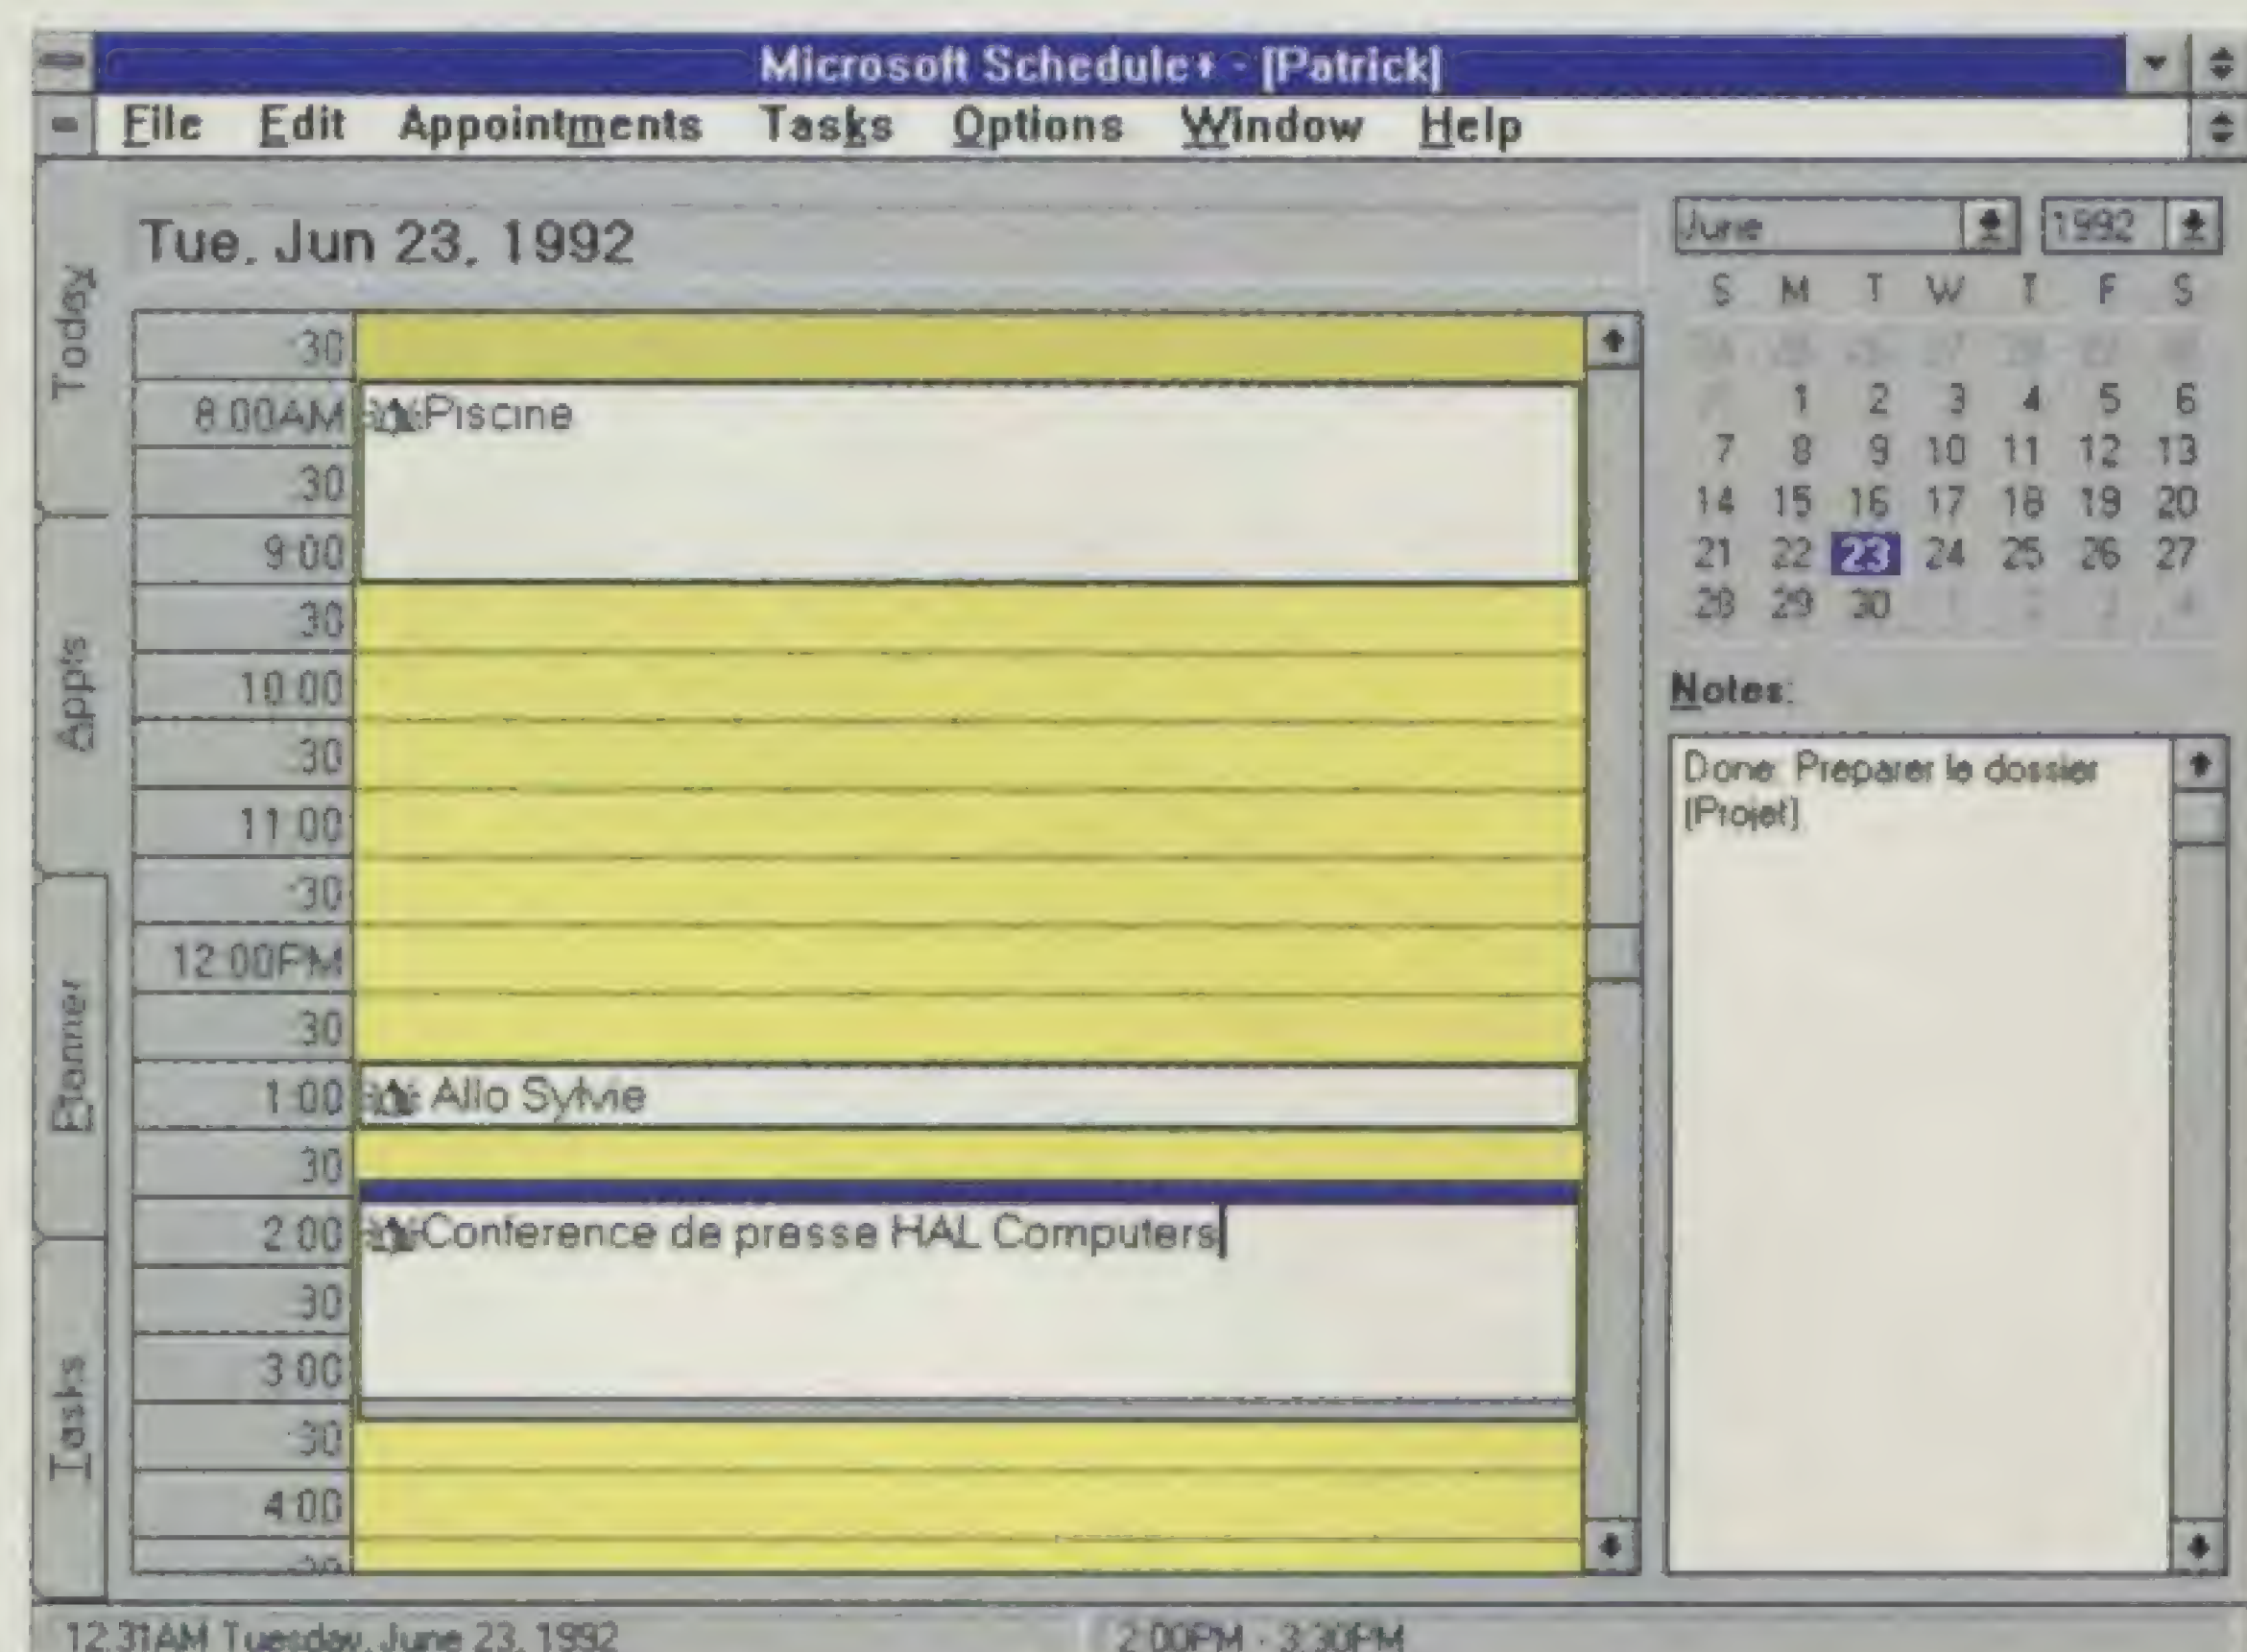 Microsoft Schedule+ - [Patrick]
File Edit Appointments Tasks Options Window Help
Today
Appts
Planner
Tasks
Tue, Jun 23, 1992
:30
8:00AM Piscine
:30
9:00
:30
10:00
:30
11:00
:30
12:00PM
:30
1:00 Allo Sylvie
:30
2:00 Conference de presse HAL Computers
:30
3:00
:30
4:00
:30
June 1992
S M T W T F S
1 2 3 4 5 6
7 8 9 10 11 12 13
14 15 16 17 18 19 20
21 22 23 24 25 26 27
28 29 30
Notes:
Done: Preparer le dossier
[Projet]
12:31AM Tuesday, June 23, 1992
2:00PM - 3:30PM